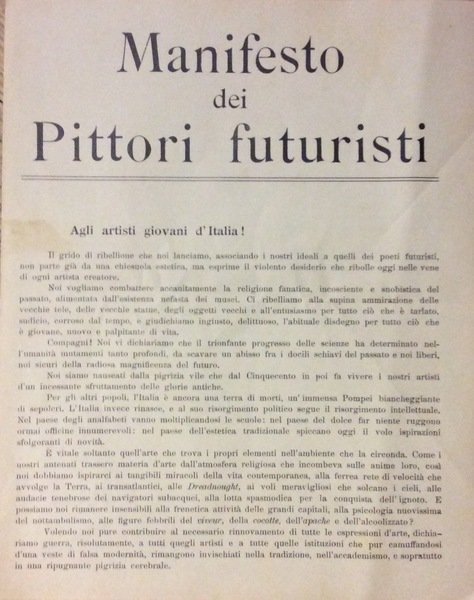 Manifesto
dei
Pittori futuristi
Agli artisti giovani d'Italia!
Il grido di ribellione che noi lanciamo, associando i nostri ideali a quelli dei poeti futuristi,
non parte già da una chiesuola estetica, ma esprime il violento desiderio che ribolle oggi nelle vene
di ogni artista creatore.
Noi vogliamo combattere accanitamente la religione fanatica, incosciente e snobistica del
passato, alimentata dall'esistenza nefasta dei musei. Ci ribelliamo alla supina ammirazione delle
vecchie tele, delle vecchie statue, degli oggetti vecchi e all'entusiasmo per tutto ciò che è tarlato,
sudicio, corroso dal tempo, e giudichiamo ingiusto, delittuoso, l'abituale disdegno per tutto ciò che
è giovane, nuovo e palpitante di vita.
Compagni! Noi vi dichiariamo che il trionfante progresso delle scienze ha determinato nel-
l'umanità mutamenti tanto profondi, da scavare un abisso fra i docili schiavi del passato e noi liberi,
noi sicuri della radiosa magnificenza del futuro.
Noi siamo nauseati dalla pigrizia vile che dal Cinquecento in poi fa vivere i nostri artisti
d'un incessante sfruttamento delle glorie antiche.
Per gli altri popoli, l'Italia è ancora una terra di morti, un'immensa Pompei biancheggiante
di sepolcri. L'Italia invece rinasce, e al suo risorgimento politico segue il risorgimento intellettuale.
Nel paese degli analfabeti vanno moltiplicandosi le scuole: nel paese del dolce far niente ruggono
ormai officine innumerevoli: nel paese dell'estetica tradizionale spiccano oggi il volo ispirazioni
sfolgoranti di novità.
È vitale soltanto quell'arte che trova i propri elementi nell'ambiente che la circonda. Come i
nostri antenati trassero materia d'arte dall'atmosfera religiosa che incombeva sulle anime loro, così
noi dobbiamo ispirarci ai tangibili miracoli della vita contemporanea, alla ferrea rete di velocità che
avvolge la Terra, ai transatlantici, alle Dreadnought, ai voli meravigliosi che solcano i cieli, alle
audacie tenebrose dei navigatori subacquei, alla lotta spasmodica per la conquista dell'ignoto. E
possiamo noi rimanere insensibili alla frenetica attività delle grandi capitali, alla psicologia nuovissima
del nottambulismo, alle figure febbrili del viveur, della cocotte, dell'apache e dell'alcoolizzato?
Volendo noi pure contribuire al necessario rinnovamento di tutte le espressioni d'arte, dichia-
riamo guerra, risolutamente, a tutti quegli artisti e a tutte quelle istituzioni che pur camuffandosi
d'una veste di falsa modernità, rimangono invischiati nella tradizione, nell'accademismo, e sopratutto
in una ripugnante pigrizia cerebrale.